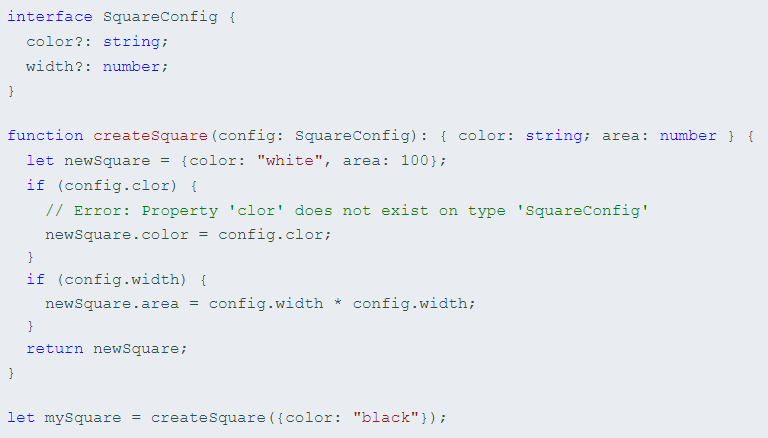 interface SquareConfig {
  color?: string;
  width?: number;
}

function createSquare(config: SquareConfig): { color: string; area: number } {
  let newSquare = {color: "white", area: 100};
  if (config.clor) {
    // Error: Property 'clor' does not exist on type 'SquareConfig'
    newSquare.color = config.clor;
  }
  if (config.width) {
    newSquare.area = config.width * config.width;
  }
  return newSquare;
}

let mySquare = createSquare({color: "black"});